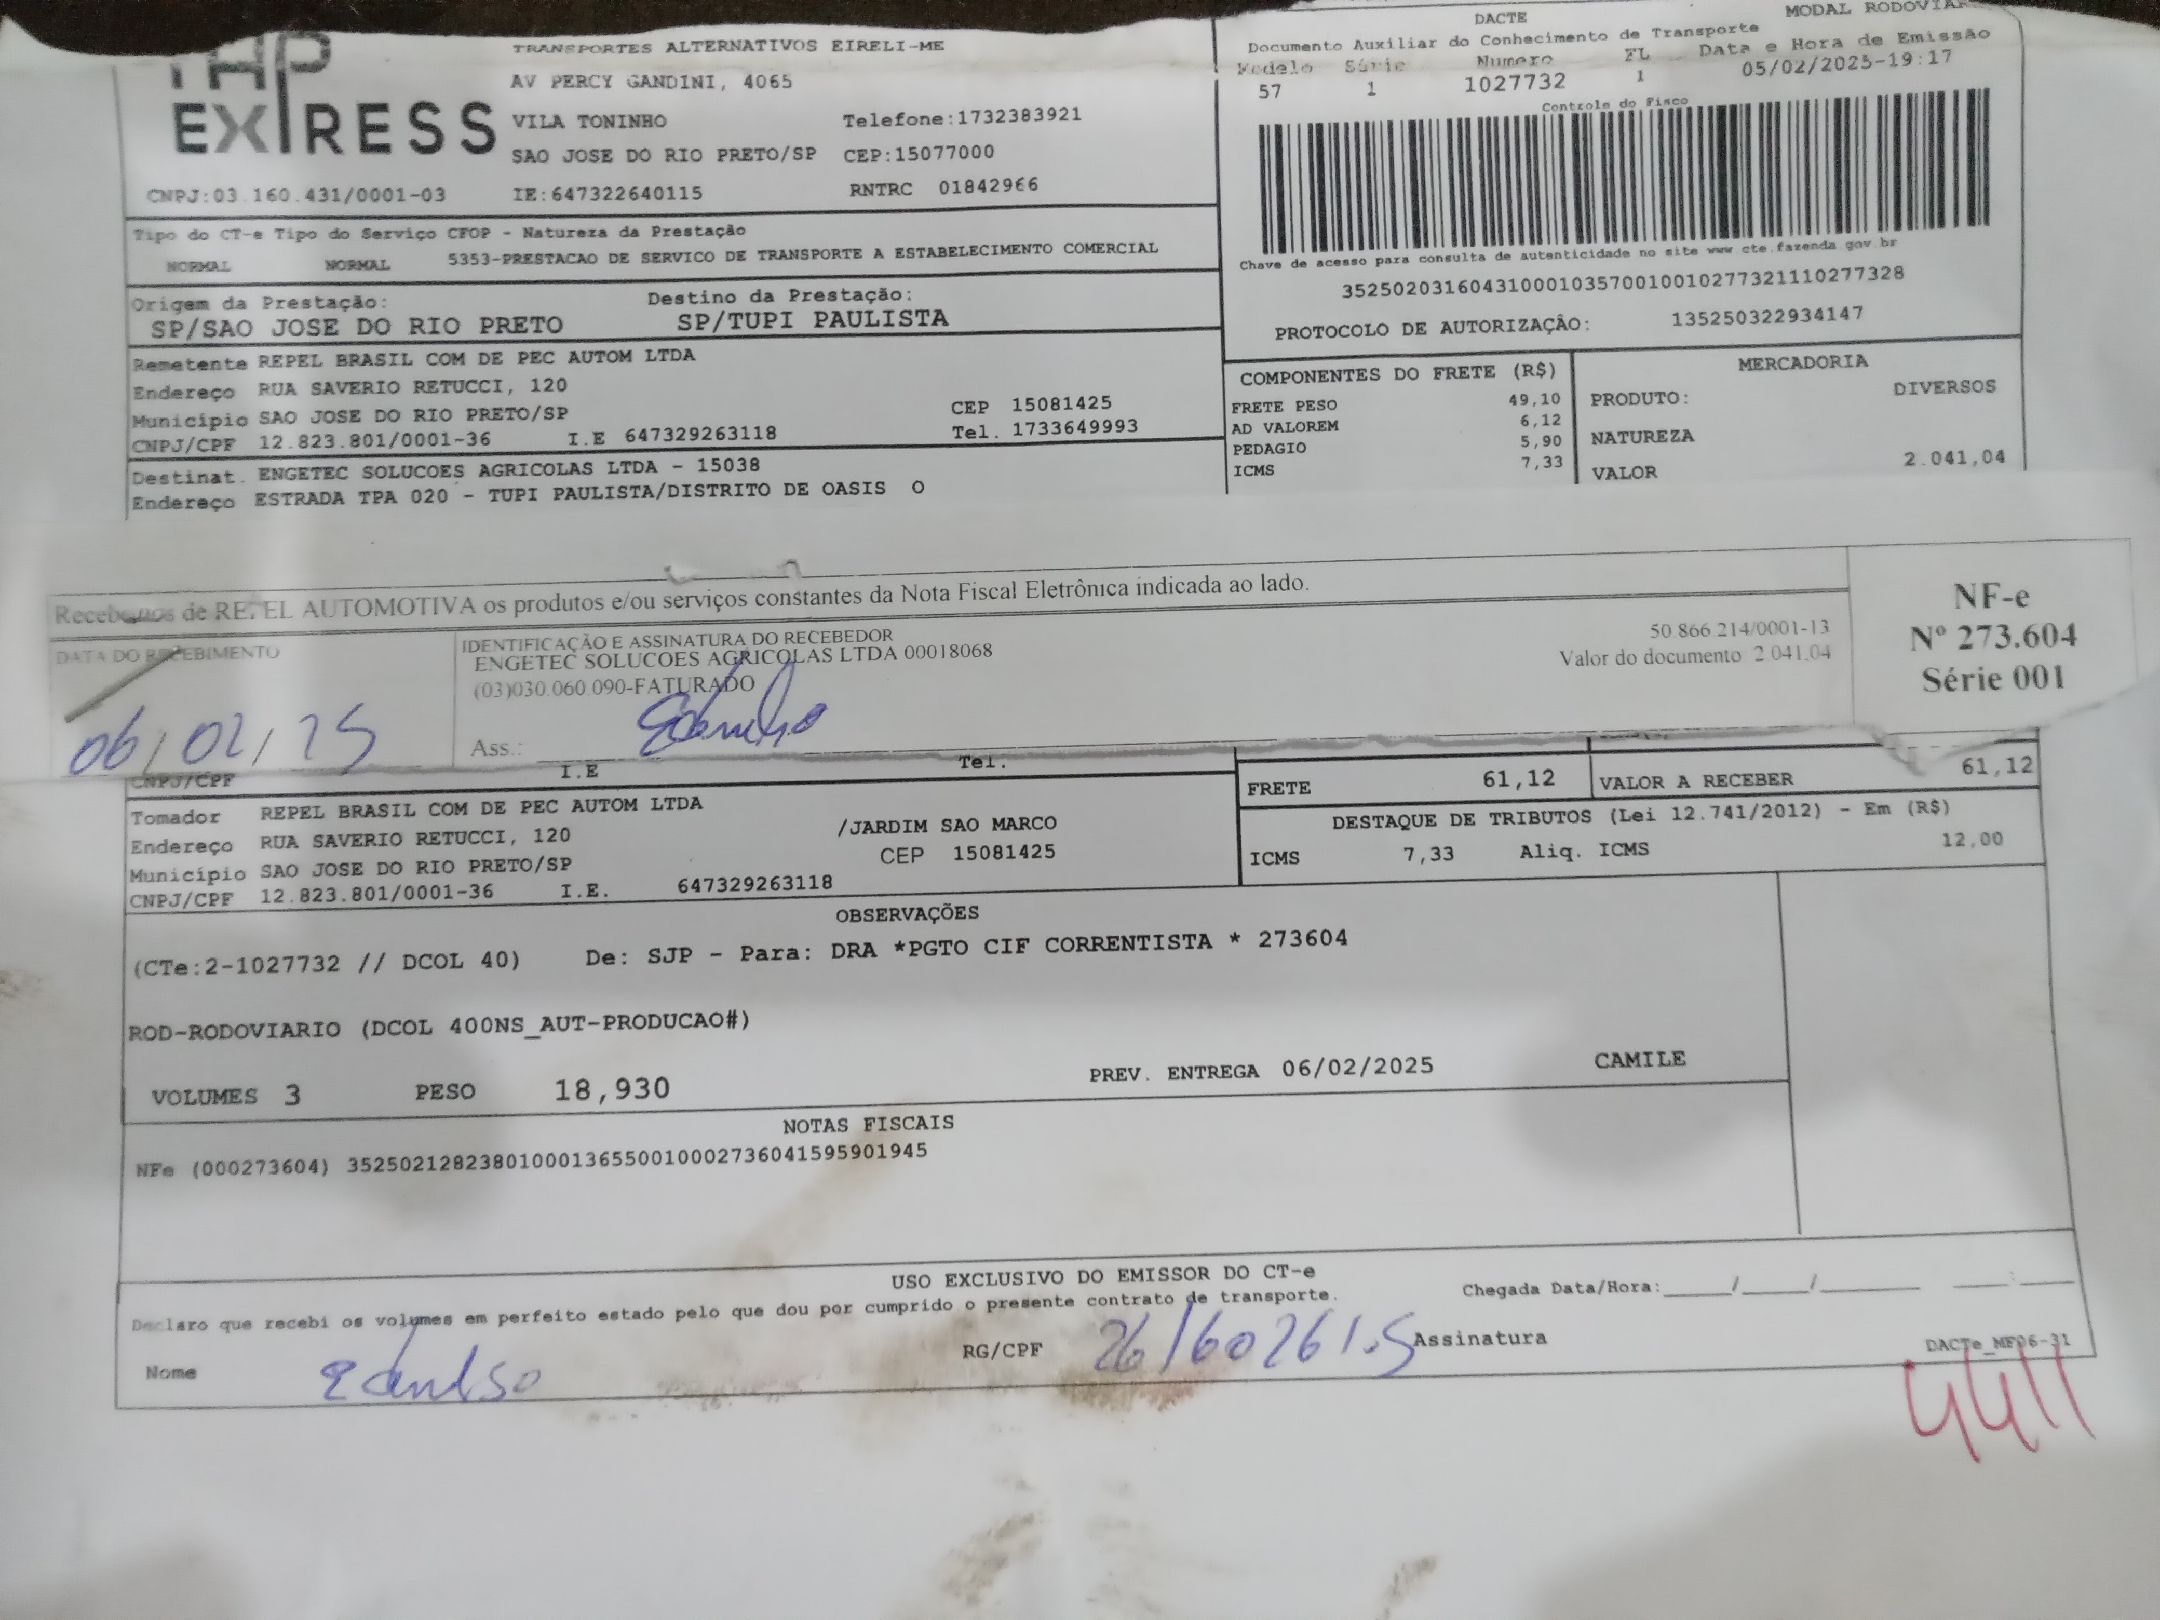 EXPRESS
TRANSPORTES ALTERNATIVOS EIRELI-ME
AV PERCY GANDINI, 4065
VILA TONINHO Telefone:1732383921
SAO JOSE DO RIO PRETO/SP CEP:15077000
CNPJ:03.160.431/0001-03 IE:647322640115 RNTRC 01842966
DACTE MODAL RODOVIAR
Documento Auxiliar do Conhecimento de Transporte
Modelo Série Numero FL Data e Hora de Emissão
57 1 1027732 1 05/02/2025-19:17
Controle do Fisco
Chave de acesso para consulta de autenticidade no site www.cte.fazenda.gov.br
35250203160431000103570010010277321110277328
PROTOCOLO DE AUTORIZAÇÃO: 135250322934147
Tipo do CT-e Tipo do Serviço CFOP - Natureza da Prestação
NORMAL NORMAL 5353-PRESTACAO DE SERVICO DE TRANSPORTE A ESTABELECIMENTO COMERCIAL
Origem da Prestação: Destino da Prestação:
SP/SAO JOSE DO RIO PRETO SP/TUPI PAULISTA
Remetente REPEL BRASIL COM DE PEC AUTOM LTDA
Endereço RUA SAVERIO RETUCCI, 120
Município SAO JOSE DO RIO PRETO/SP CEP 15081425
CNPJ/CPF 12.823.801/0001-36 I.E 647329263118 Tel. 1733649993
Destinat. ENGETEC SOLUCOES AGRICOLAS LTDA - 15038
Endereço ESTRADA TPA 020 - TUPI PAULISTA/DISTRITO DE OASIS O
COMPONENTES DO FRETE (R$)
FRETE PESO 49,10
AD VALOREM 6,12
PEDAGIO 5,90
ICMS 7,33
MERCADORIA
PRODUTO: DIVERSOS
NATUREZA
VALOR 2.041,04
Recebemos de REPEL AUTOMOTIVA os produtos e/ou serviços constantes da Nota Fiscal Eletrônica indicada ao lado.
DATA DO RECEBIMENTO
06/02/25
IDENTIFICAÇÃO E ASSINATURA DO RECEBEDOR
ENGETEC SOLUCOES AGRICOLAS LTDA 00018068
(03)030.060.090-FATURADO
Ass.:
50.866.214/0001-13
Valor do documento 2.041,04
NF-e
Nº 273.604
Série 001
CNPJ/CPF I.E Tel.
FRETE 61,12 VALOR A RECEBER 61,12
Tomador REPEL BRASIL COM DE PEC AUTOM LTDA
Endereço RUA SAVERIO RETUCCI, 120 /JARDIM SAO MARCO
Município SAO JOSE DO RIO PRETO/SP CEP 15081425
CNPJ/CPF 12.823.801/0001-36 I.E. 647329263118
DESTAQUE DE TRIBUTOS (Lei 12.741/2012) - Em (R$)
ICMS 7,33 Aliq. ICMS 12,00
OBSERVAÇÕES
(CTe:2-1027732 // DCOL 40) De: SJP - Para: DRA *PGTO CIF CORRENTISTA * 273604
ROD-RODOVIARIO (DCOL 400NS_AUT-PRODUCAO#)
VOLUMES 3 PESO 18,930 PREV. ENTREGA 06/02/2025 CAMILE
NOTAS FISCAIS
NFe (000273604) 35250212823801000136550010002736041595901945
USO EXCLUSIVO DO EMISSOR DO CT-e
Declaro que recebi os volumes em perfeito estado pelo que dou por cumprido o presente contrato de transporte. Chegada Data/Hora:____/____/______ ____:____
Nome RG/CPF Assinatura DACTe_MF06-31
4411